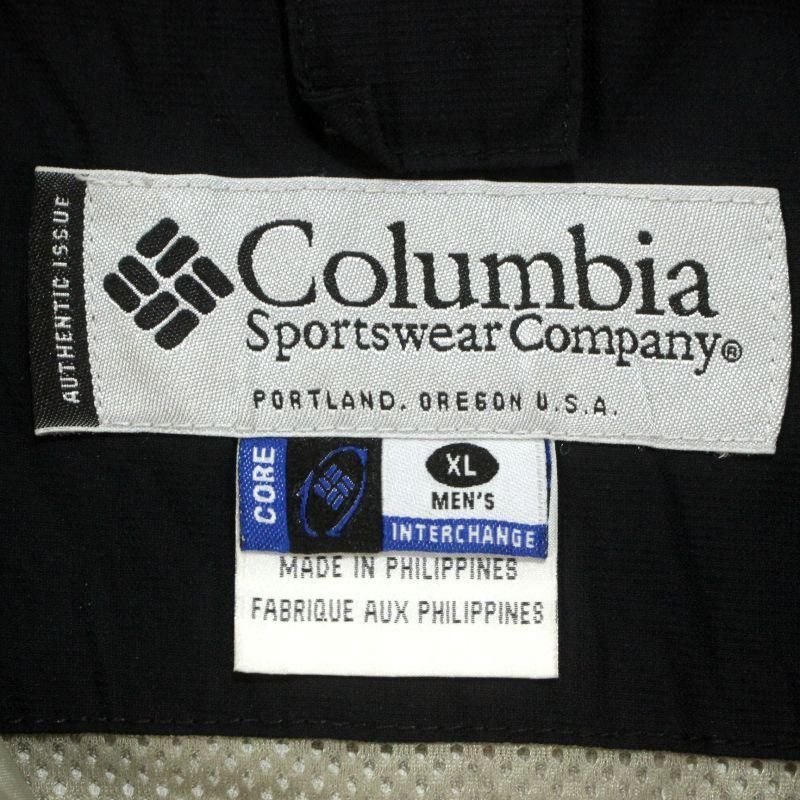 AUTHENTIC ISSUE
Columbia
Sportswear Company®
PORTLAND, OREGON U.S.A.
CORE
XL
MEN'S
INTERCHANGE
MADE IN PHILIPPINES
FABRIQUE AUX PHILIPPINES